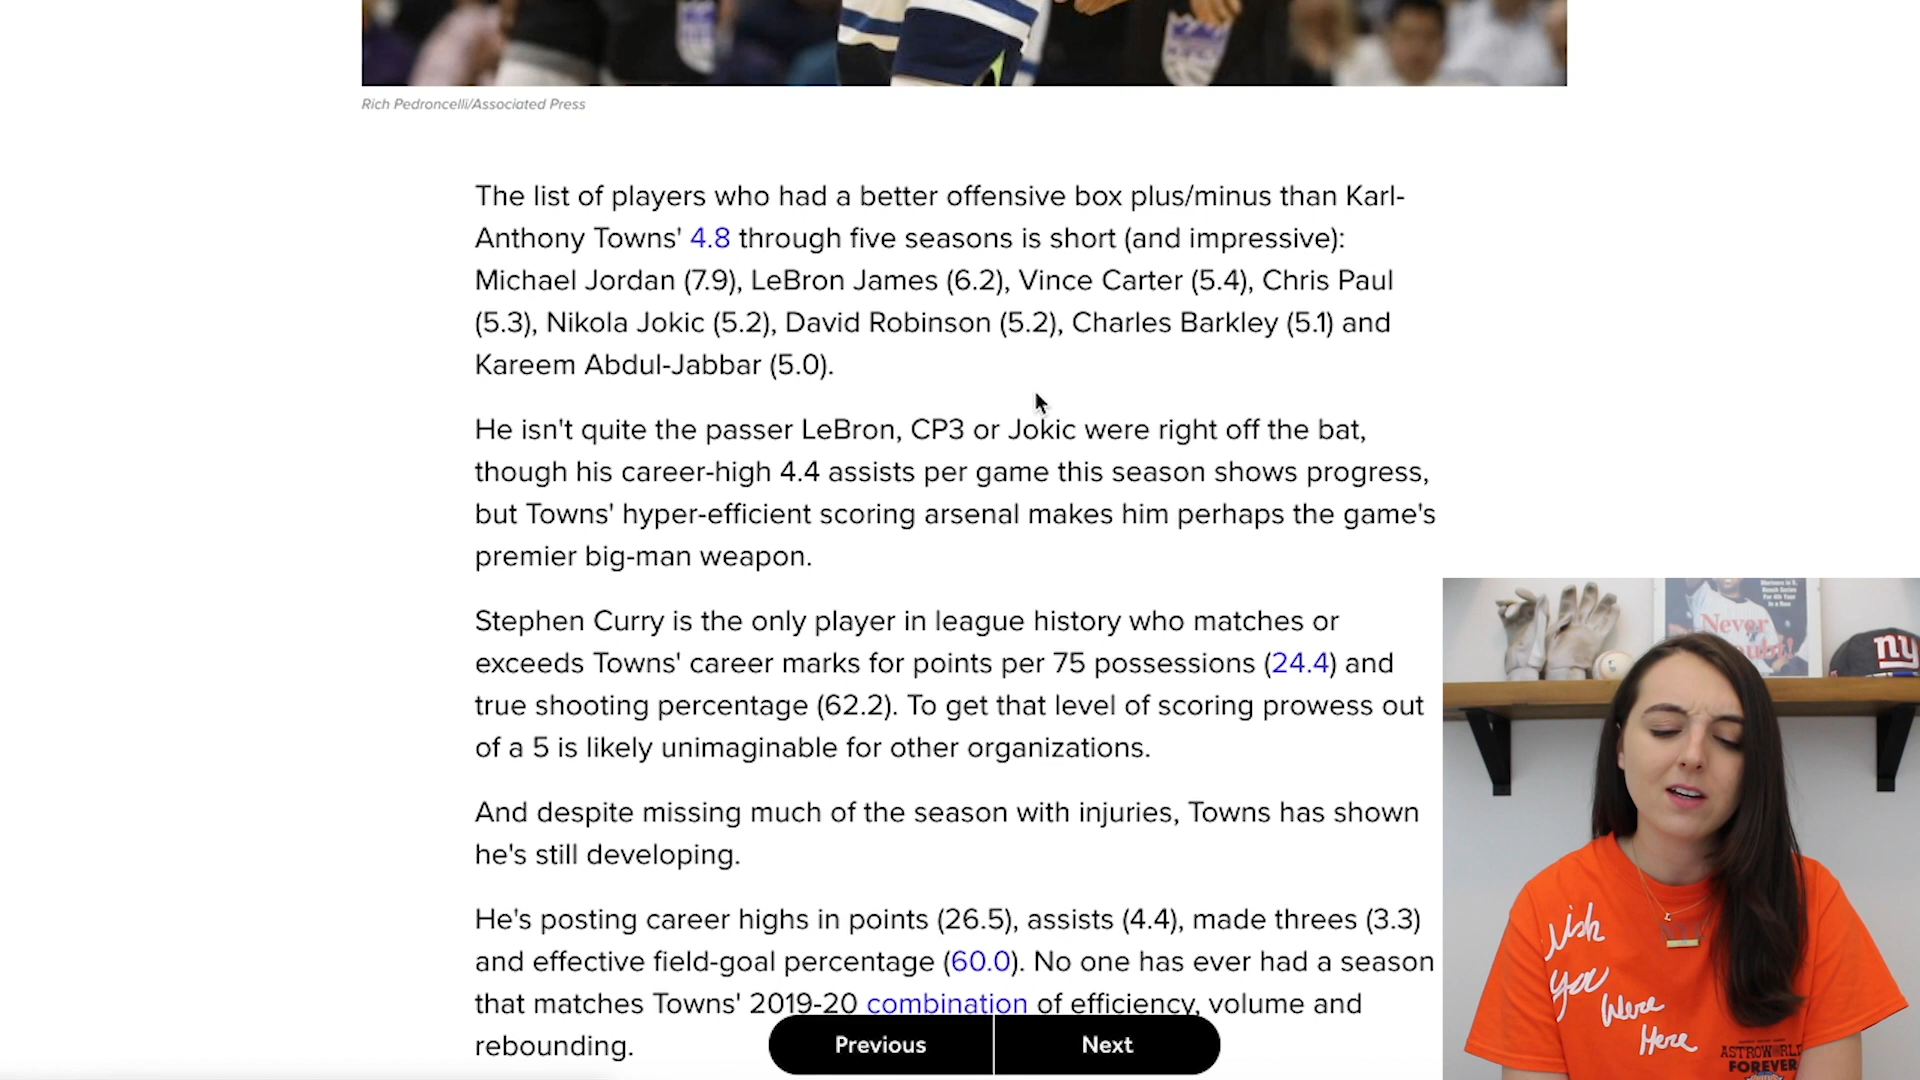 Rich Pedroncelli/Associated Press
The list of players who had a better offensive box plus/minus than Karl-
Anthony Towns' 4.8 through five seasons is short (and impressive):
Michael Jordan (7.9), LeBron James (6.2), Vince Carter (5.4), Chris Paul
(5.3), Nikola Jokic (5.2), David Robinson (5.2), Charles Barkley (5.1) and
Kareem Abdul-Jabbar (5.0).
He isn't quite the passer LeBron, CP3 or Jokic were right off the bat,
though his career-high 4.4 assists per game this season shows progress,
but Towns' hyper-efficient scoring arsenal makes him perhaps the game's
premier big-man weapon.
Stephen Curry is the only player in league history who matches or
exceeds Towns' career marks for points per 75 possessions (24.4) and
true shooting percentage (62.2). To get that level of scoring prowess out
of a 5 is likely unimaginable for other organizations.
And despite missing much of the season with injuries, Towns has shown
he's still developing.
He's posting career highs in points (26.5), assists (4.4), made threes (3.3)
and effective field-goal percentage (60.0). No one has ever had a season
that matches Towns' 2019-20 combination of efficiency, volume and
rebounding.
Previous
Next
Never
ny
Wish
You
Were
Here
ASTROWORLD
FOREVER